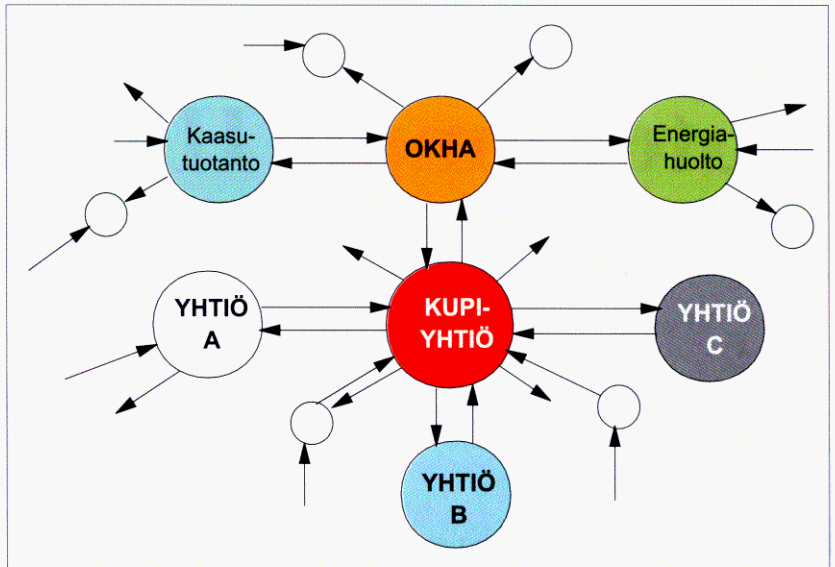 Kaasu-
tuotanto
OKHA
Energia-
huolto
YHTIÖ
A
KUPI-
YHTIÖ
YHTIÖ
C
YHTIÖ
B